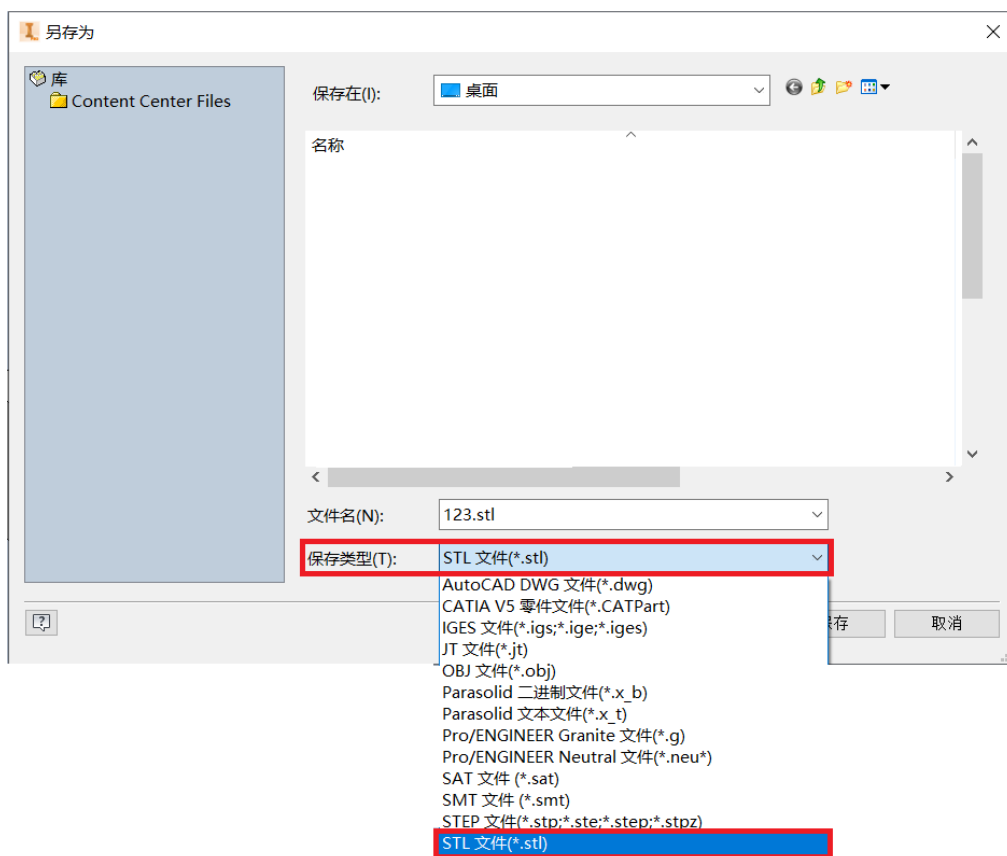 另存为
库
Content Center Files
保存在(I):
桌面
名称
文件名(N):
123.stl
保存类型(T):
STL 文件(*.stl)
AutoCAD DWG 文件(*.dwg)
CATIA V5 零件文件(*.CATPart)
IGES 文件(*.igs;*.ige;*.iges)
JT 文件(*.jt)
OBJ 文件(*.obj)
Parasolid 二进制文件(*.x_b)
Parasolid 文本文件(*.x_t)
Pro/ENGINEER Granite 文件(*.g)
Pro/ENGINEER Neutral 文件(*.neu*)
SAT 文件 (*.sat)
SMT 文件 (*.smt)
STEP 文件(*.stp;*.ste;*.step;*.stpz)
STL 文件(*.stl)
存
取消